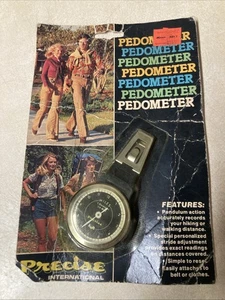 PEDOMETER
PEDOMETER
PEDOMETER
PEDOMETER
PEDOMETER
PEDOMETER
PEDOMETER
FEATURES:
• Pendulum action
accurately records
your hiking or
walking distance.
• Special personalized
stride adjustment
provides exact readings
on distances covered.
• Simple to reset.
Easily attaches to
belt or clothes.
Precise
INTERNATIONAL